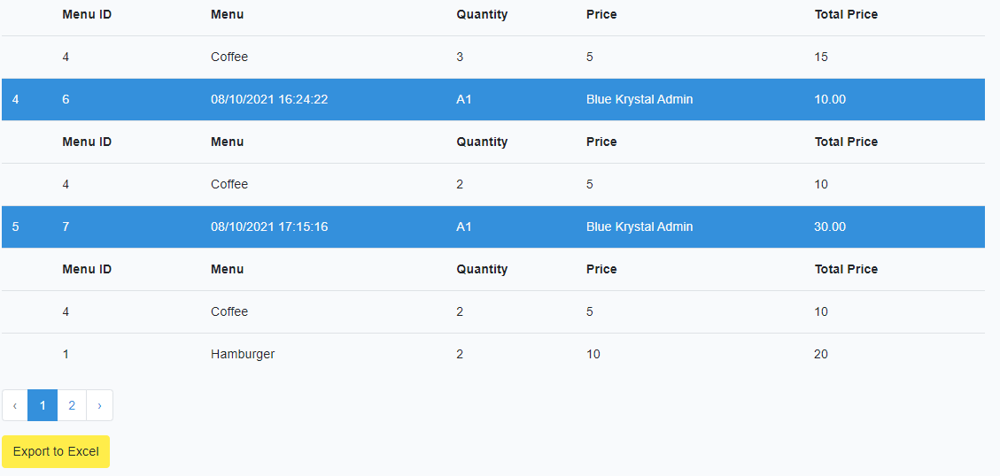 Menu ID Menu Quantity Price Total Price
4 Coffee 3 5 15
4 6 08/10/2021 16:24:22 A1 Blue Krystal Admin 10.00
Menu ID Menu Quantity Price Total Price
4 Coffee 2 5 10
5 7 08/10/2021 17:15:16 A1 Blue Krystal Admin 30.00
Menu ID Menu Quantity Price Total Price
4 Coffee 2 5 10
1 Hamburger 2 10 20
‹ 1 2 ›
Export to Excel